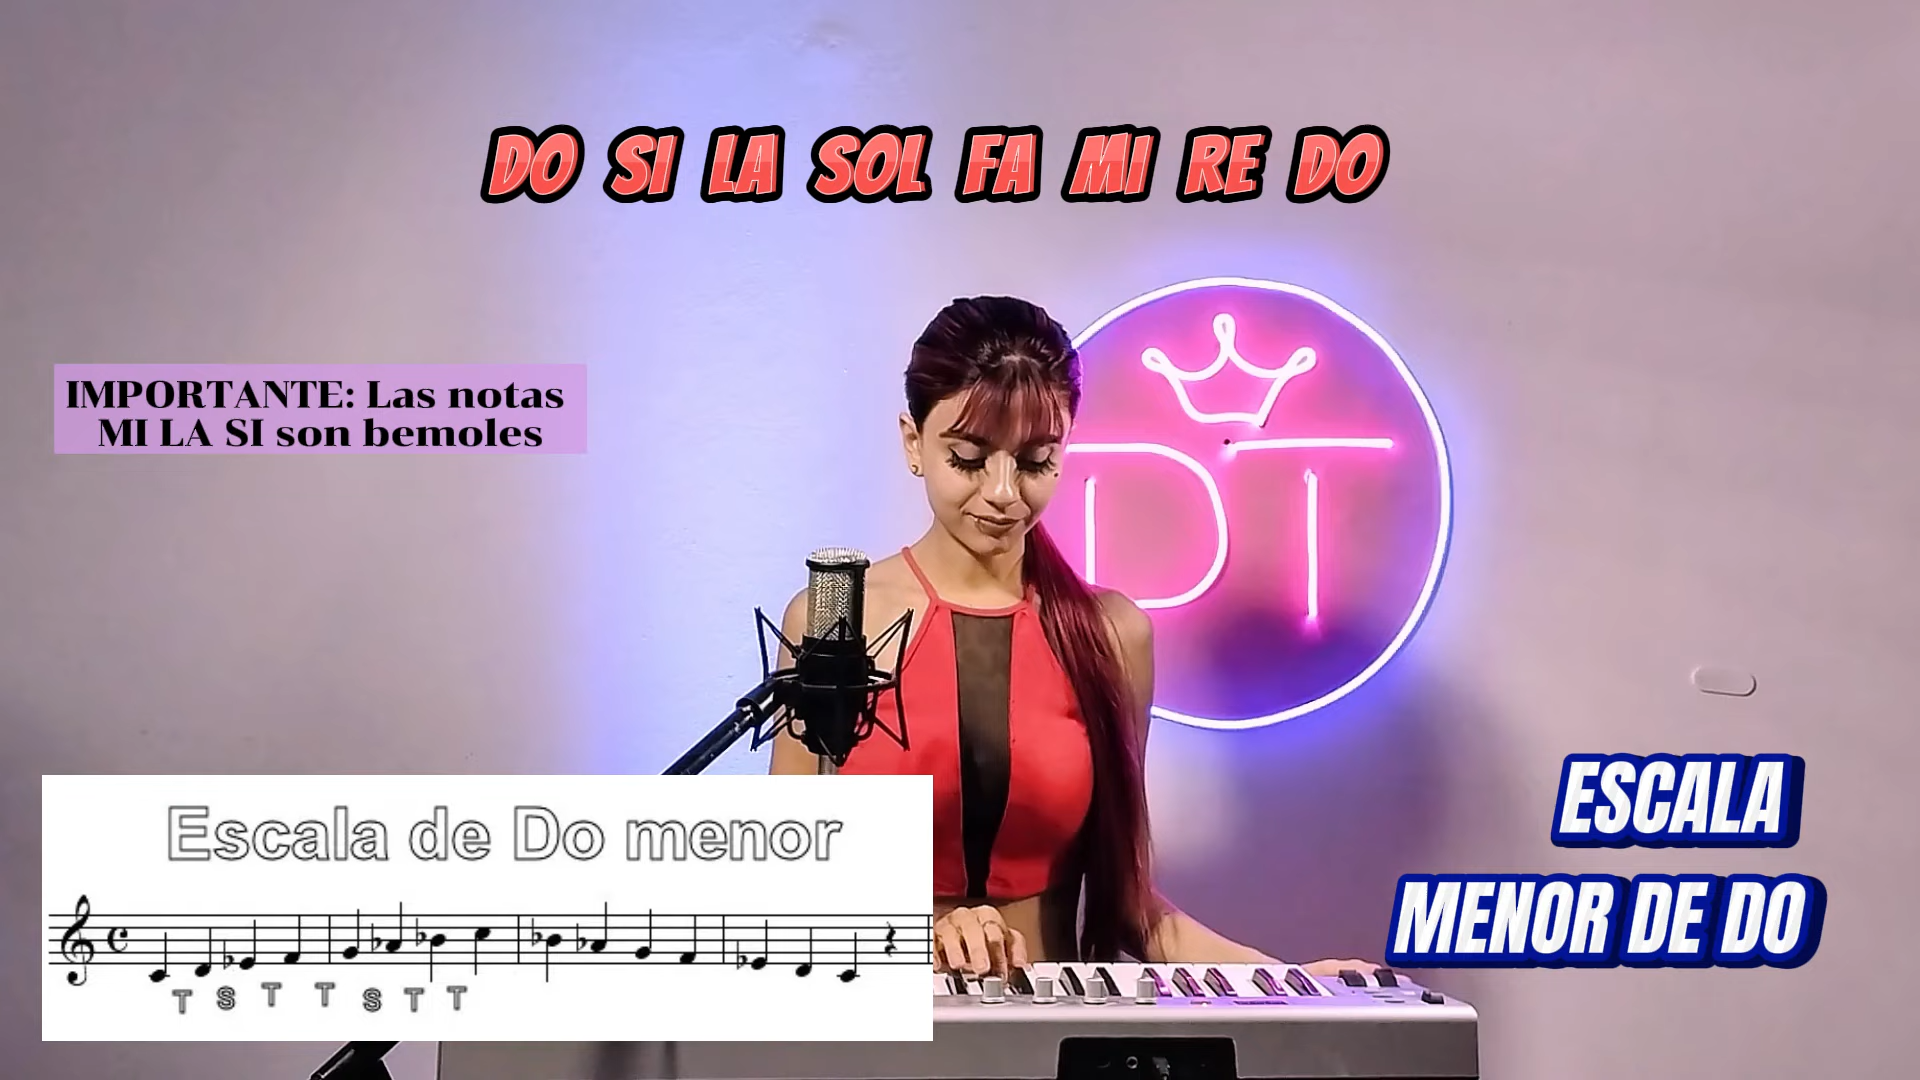 DO SI LA SOL FA MI RE DO
IMPORTANTE: Las notas
MI LA SI son bemoles
DT
ESCALA
MENOR DE DO
Escala de Do menor
T S T T S T T